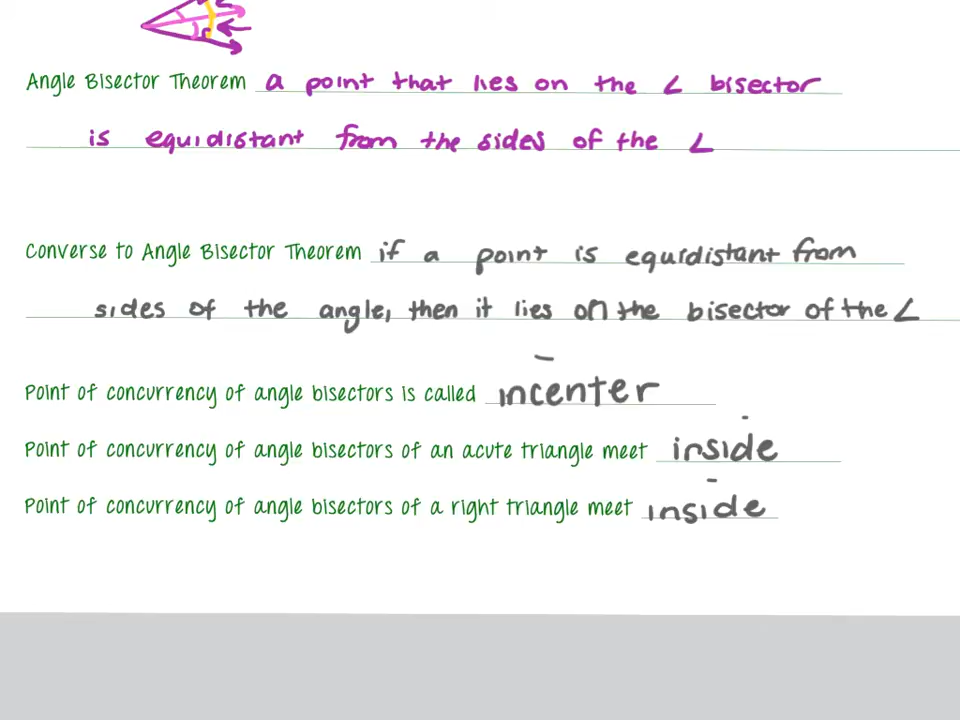 Angle Bisector Theorem a point that lies on the ∠ bisector
is equidistant from the sides of the ∠
Converse to Angle Bisector Theorem if a point is equidistant from
sides of the angle, then it lies on the bisector of the ∠
Point of concurrency of angle bisectors is called incenter
Point of concurrency of angle bisectors of an acute triangle meet inside
Point of concurrency of angle bisectors of a right triangle meet inside